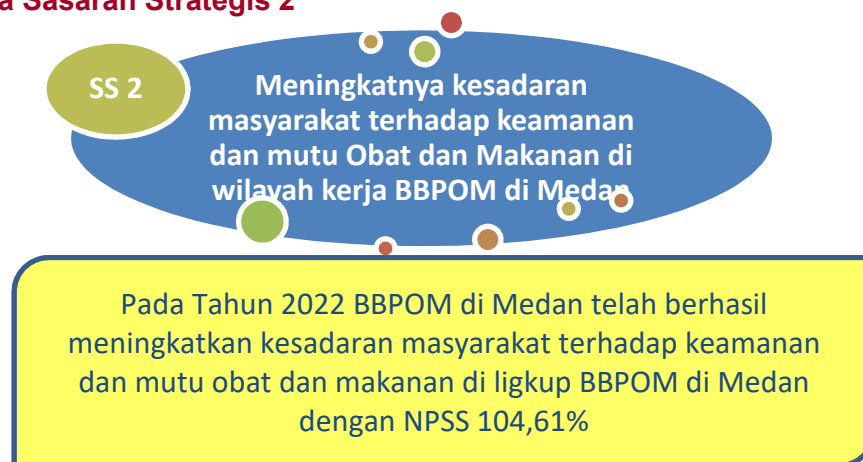 a Sasaran Strategis 2
SS 2
Meningkatnya kesadaran
masyarakat terhadap keamanan
dan mutu Obat dan Makanan di
wilayah kerja BBPOM di Medan
Pada Tahun 2022 BBPOM di Medan telah berhasil
meningkatkan kesadaran masyarakat terhadap keamanan
dan mutu obat dan makanan di ligkup BBPOM di Medan
dengan NPSS 104,61%